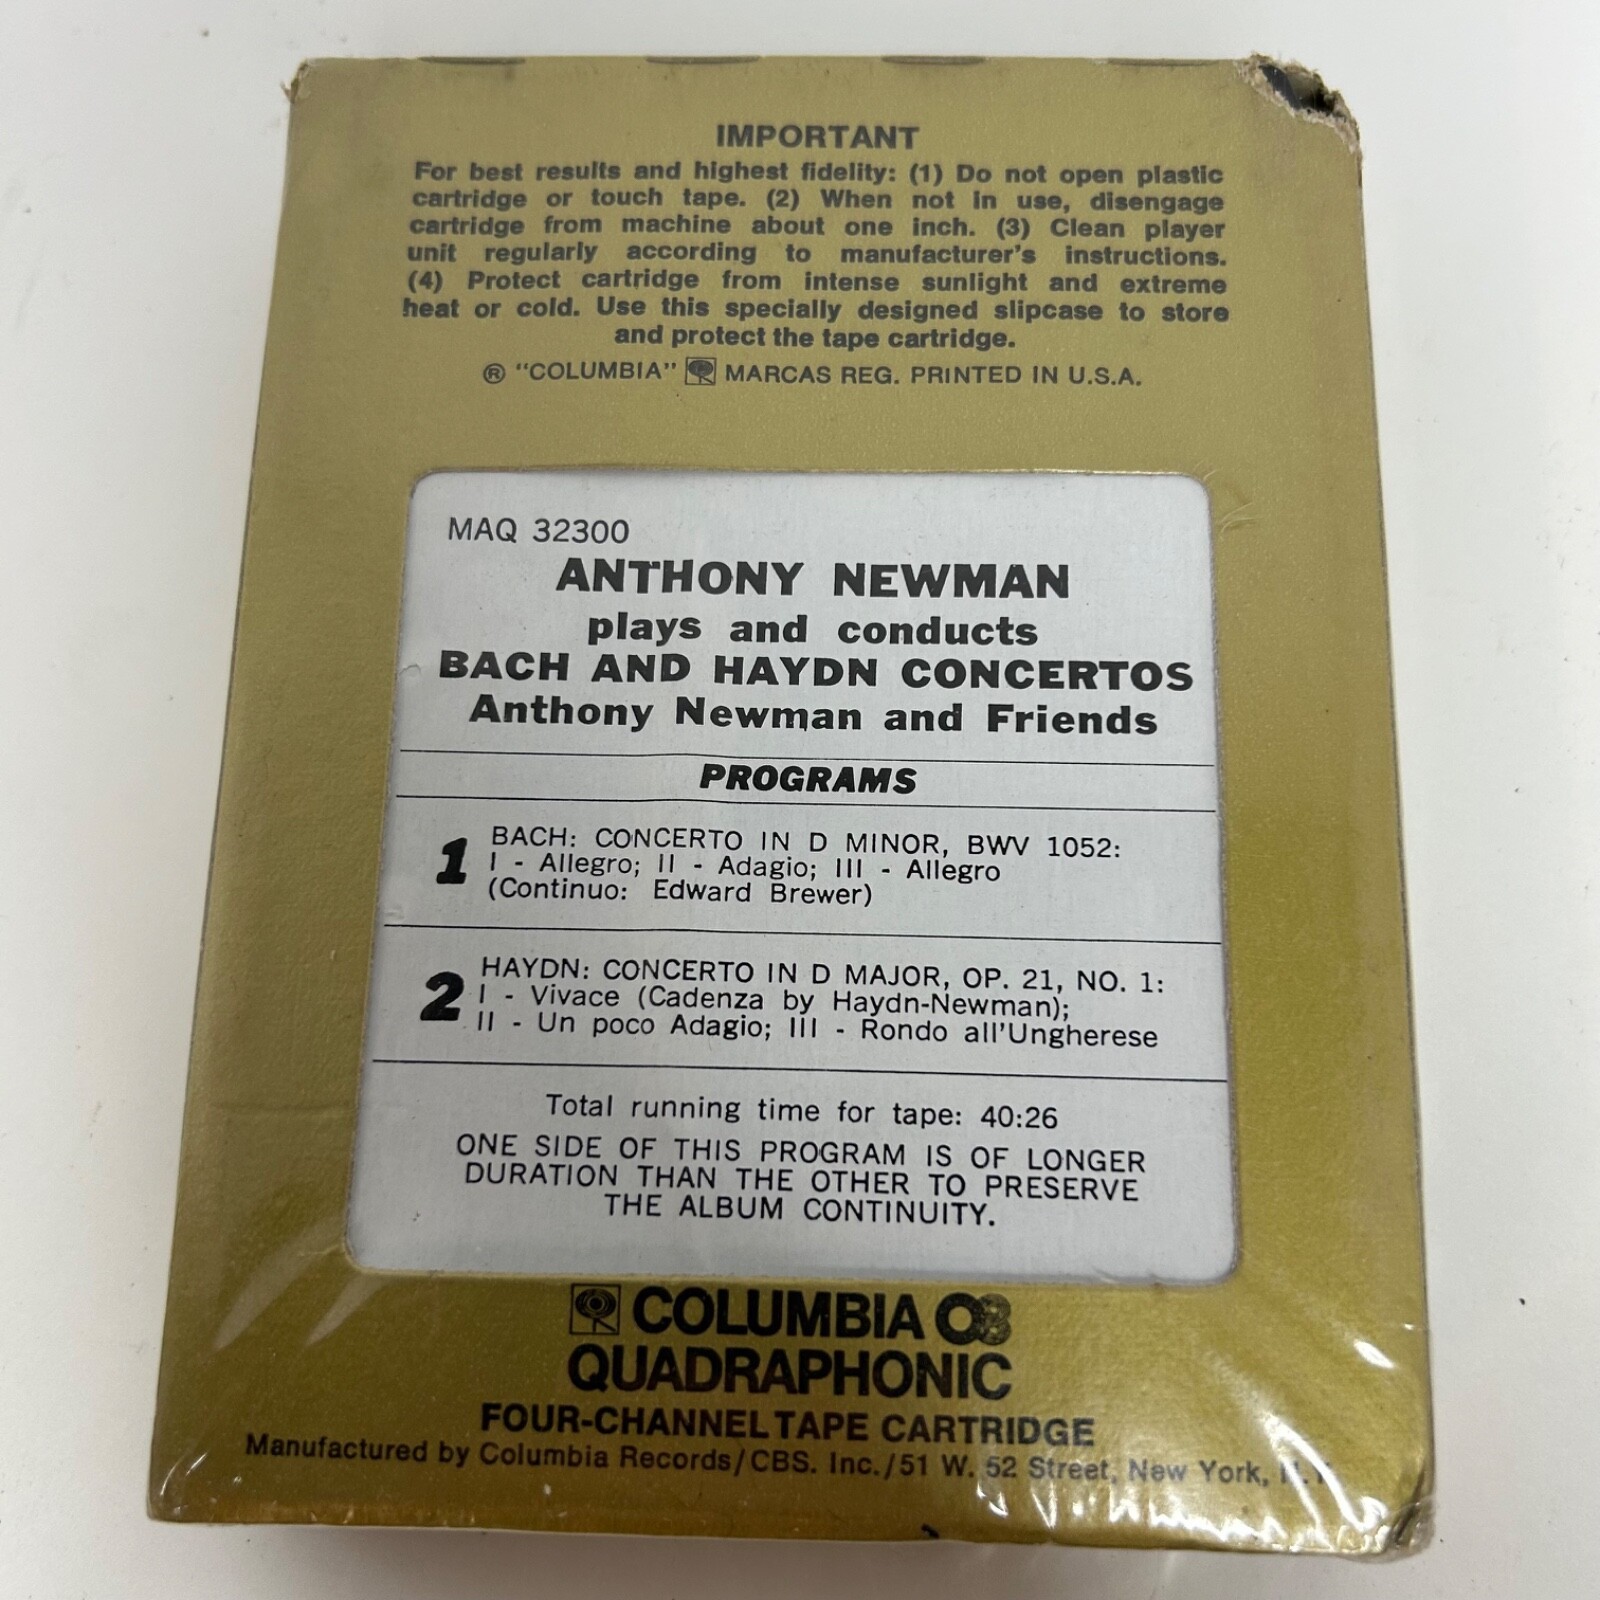 IMPORTANT
For best results and highest fidelity: (1) Do not open plastic
cartridge or touch tape. (2) When not in use, disengage
cartridge from machine about one inch. (3) Clean player
unit regularly according to manufacturer's instructions.
(4) Protect cartridge from intense sunlight and extreme
heat or cold. Use this specially designed slipcase to store
and protect the tape cartridge.
® "COLUMBIA" MARCAS REG. PRINTED IN U.S.A.
MAQ 32300
ANTHONY NEWMAN
plays and conducts
BACH AND HAYDN CONCERTOS
Anthony Newman and Friends
PROGRAMS
1 BACH: CONCERTO IN D MINOR, BWV 1052:
I - Allegro; II - Adagio; III - Allegro
(Continuo: Edward Brewer)
2 HAYDN: CONCERTO IN D MAJOR, OP. 21, NO. 1:
I - Vivace (Cadenza by Haydn-Newman);
II - Un poco Adagio; III - Rondo all'Ungherese
Total running time for tape: 40:26
ONE SIDE OF THIS PROGRAM IS OF LONGER
DURATION THAN THE OTHER TO PRESERVE
THE ALBUM CONTINUITY.
COLUMBIA Q8
QUADRAPHONIC
FOUR-CHANNEL TAPE CARTRIDGE
Manufactured by Columbia Records/CBS. Inc./51 W. 52 Street, New York,